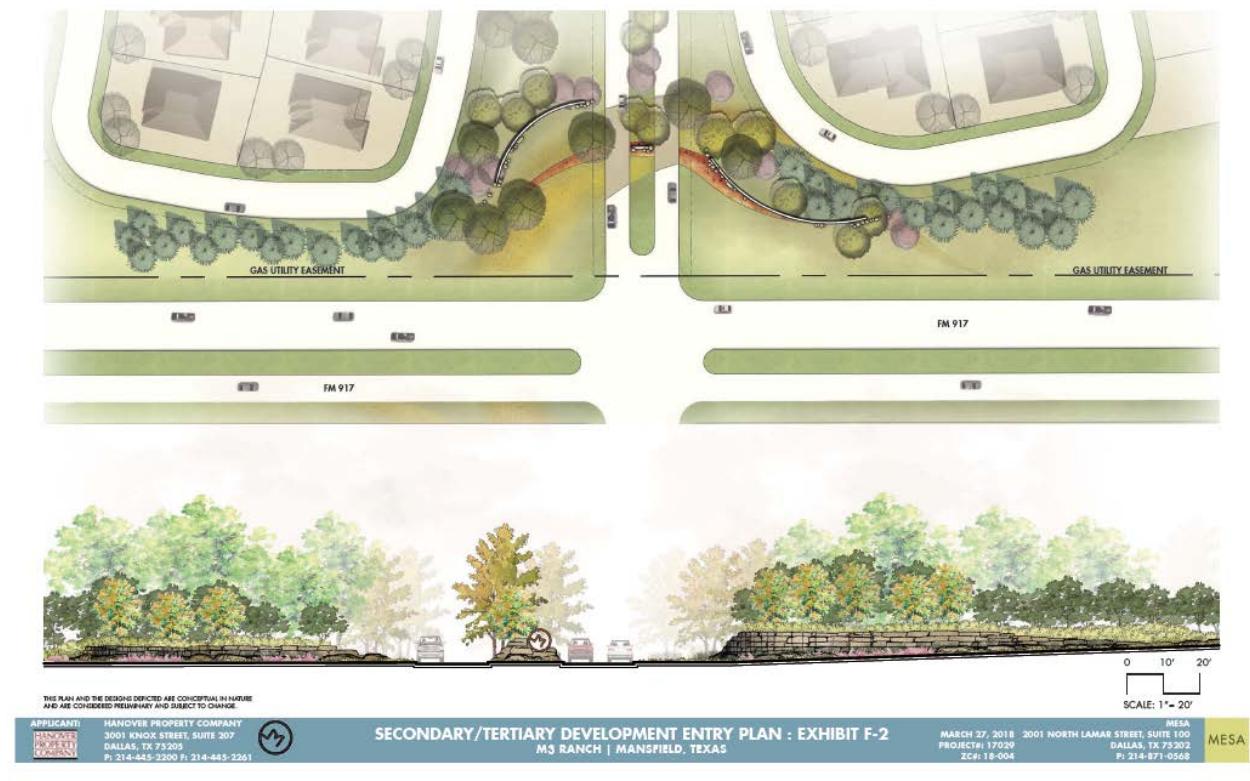 GAS UTILITY EASEMENT
GAS UTILITY EASEMENT
FM 917
FM 917
0 10' 20'
SCALE: 1"= 20'
THIS PLAN AND THE DESIGNS DEPICTED ARE CONCEPTUAL IN NATURE
AND ARE CONSIDERED PRELIMINARY AND SUBJECT TO CHANGE.
APPLICANT:
HANOVER
PROPERTY
COMPANY
HANOVER PROPERTY COMPANY
3001 KNOX STREET, SUITE 207
DALLAS, TX 75205
P: 214-445-2200 F: 214-445-2261
SECONDARY/TERTIARY DEVELOPMENT ENTRY PLAN : EXHIBIT F-2
M3 RANCH | MANSFIELD, TEXAS
MARCH 27, 2018
PROJECT#: 17029
ZC#: 18-004
MESA
2001 NORTH LAMAR STREET, SUITE 100
DALLAS, TX 75202
P: 214-871-0568
MESA